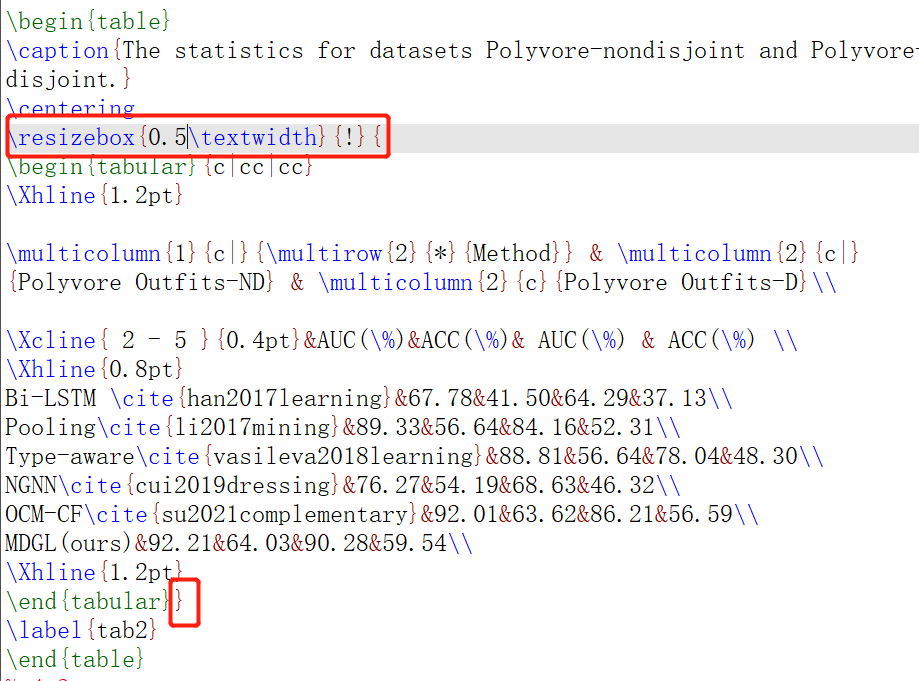 \begin{table}
\caption{The statistics for datasets Polyvore-nondisjoint and Polyvore-
disjoint.}
\centering
\resizebox{0.5\textwidth}{!}{
\begin{tabular}{c|cc|cc}
\Xhline{1.2pt}
\multicolumn{1}{c|}{\multirow{2}{*}{Method}} & \multicolumn{2}{c|}
{Polyvore Outfits-ND} & \multicolumn{2}{c}{Polyvore Outfits-D}\\
\Xcline{ 2 - 5 }{0.4pt}&AUC(\%)&ACC(\%)& AUC(\%) & ACC(\%) \\
\Xhline{0.8pt}
Bi-LSTM \cite{han2017learning}&67.78&41.50&64.29&37.13\\
Pooling\cite{li2017mining}&89.33&56.64&84.16&52.31\\
Type-aware\cite{vasileva2018learning}&88.81&56.64&78.04&48.30\\
NGNN\cite{cui2019dressing}&76.27&54.19&68.63&46.32\\
OCM-CF\cite{su2021complementary}&92.01&63.62&86.21&56.59\\
MDGL(ours)&92.21&64.03&90.28&59.54\\
\Xhline{1.2pt}
\end{tabular}}
\label{tab2}
\end{table}